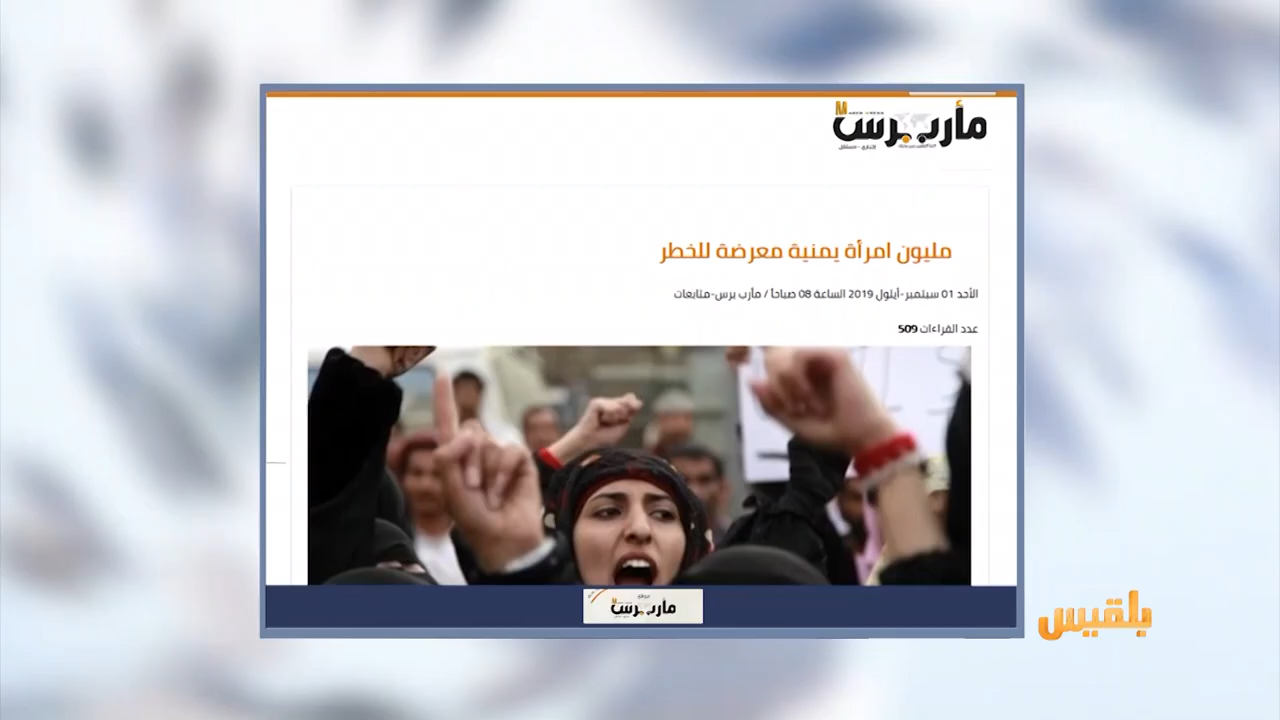 مأرب برس
مليون امرأة يمنية معرضة للخطر
الأحد 01 سبتمبر-أيلول 2019 الساعة 08 صباحاً / مأرب برس-متابعات
عدد القراءات 509
موقع
مأرب برس
بلقيس